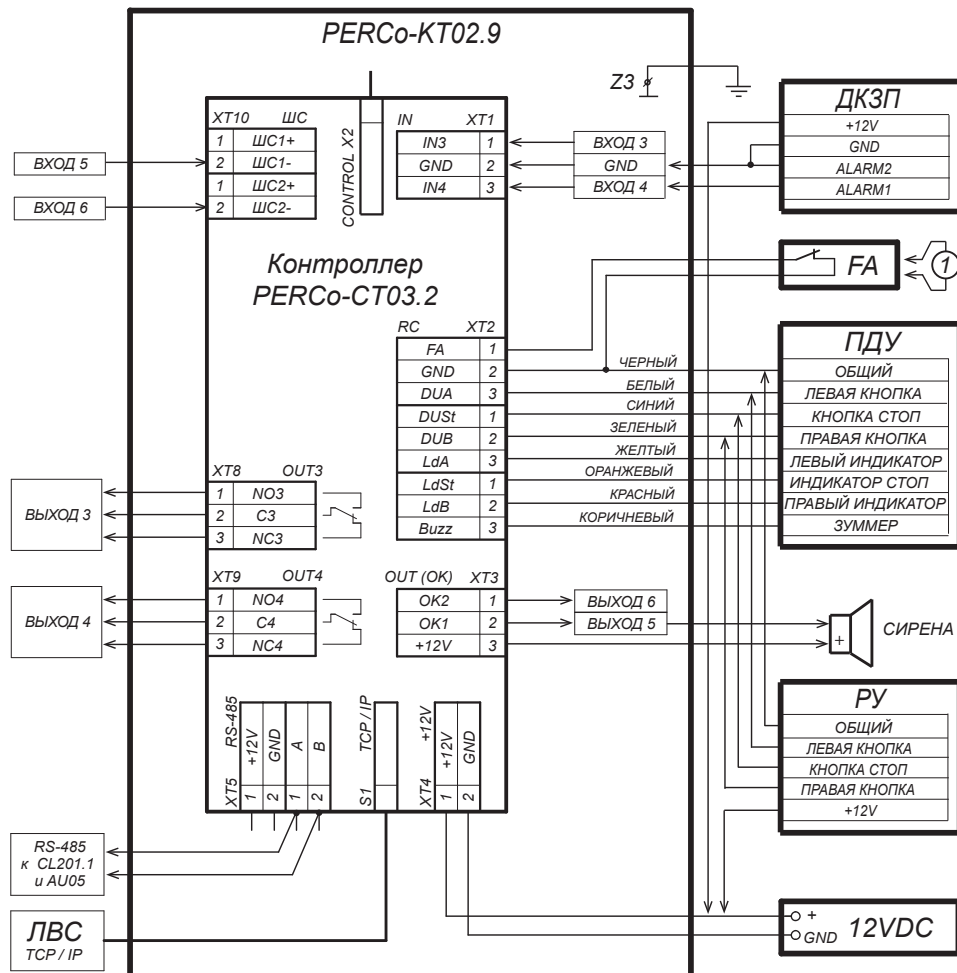 PERCo-KT02.9
Z3
ДКЗП
+12V
GND
ALARM2
ALARM1
XT10 ШС
1 ШС1+
2 ШС1-
1 ШС2+
2 ШС2-
CONTROL X2
IN XT1
IN3 1
GND 2
IN4 3
ВХОД 3
GND
ВХОД 4
ВХОД 5
ВХОД 6
Контроллер
PERCo-CT03.2
FA
1
RC XT2
FA 1
GND 2
DUA 3
DUSt 1
DUB 2
LdA 3
LdSt 1
LdB 2
Buzz 3
ЧЕРНЫЙ
БЕЛЫЙ
СИНИЙ
ЗЕЛЕНЫЙ
ЖЕЛТЫЙ
ОРАНЖЕВЫЙ
КРАСНЫЙ
КОРИЧНЕВЫЙ
ПДУ
ОБЩИЙ
ЛЕВАЯ КНОПКА
КНОПКА СТОП
ПРАВАЯ КНОПКА
ЛЕВЫЙ ИНДИКАТОР
ИНДИКАТОР СТОП
ПРАВЫЙ ИНДИКАТОР
ЗУММЕР
XT8 OUT3
1 NO3
2 C3
3 NC3
ВЫХОД 3
XT9 OUT4
1 NO4
2 C4
3 NC4
ВЫХОД 4
OUT (OK) XT3
OK2 1
OK1 2
+12V 3
ВЫХОД 6
ВЫХОД 5
+
СИРЕНА
РУ
ОБЩИЙ
ЛЕВАЯ КНОПКА
КНОПКА СТОП
ПРАВАЯ КНОПКА
+12V
XT5 RS-485
1 +12V
2 GND
1 A
2 B
S1 TCP / IP
XT4 +12V
1 +12V
2 GND
RS-485
к CL201.1
и AU05
ЛВС
TCP / IP
+
GND
12VDC